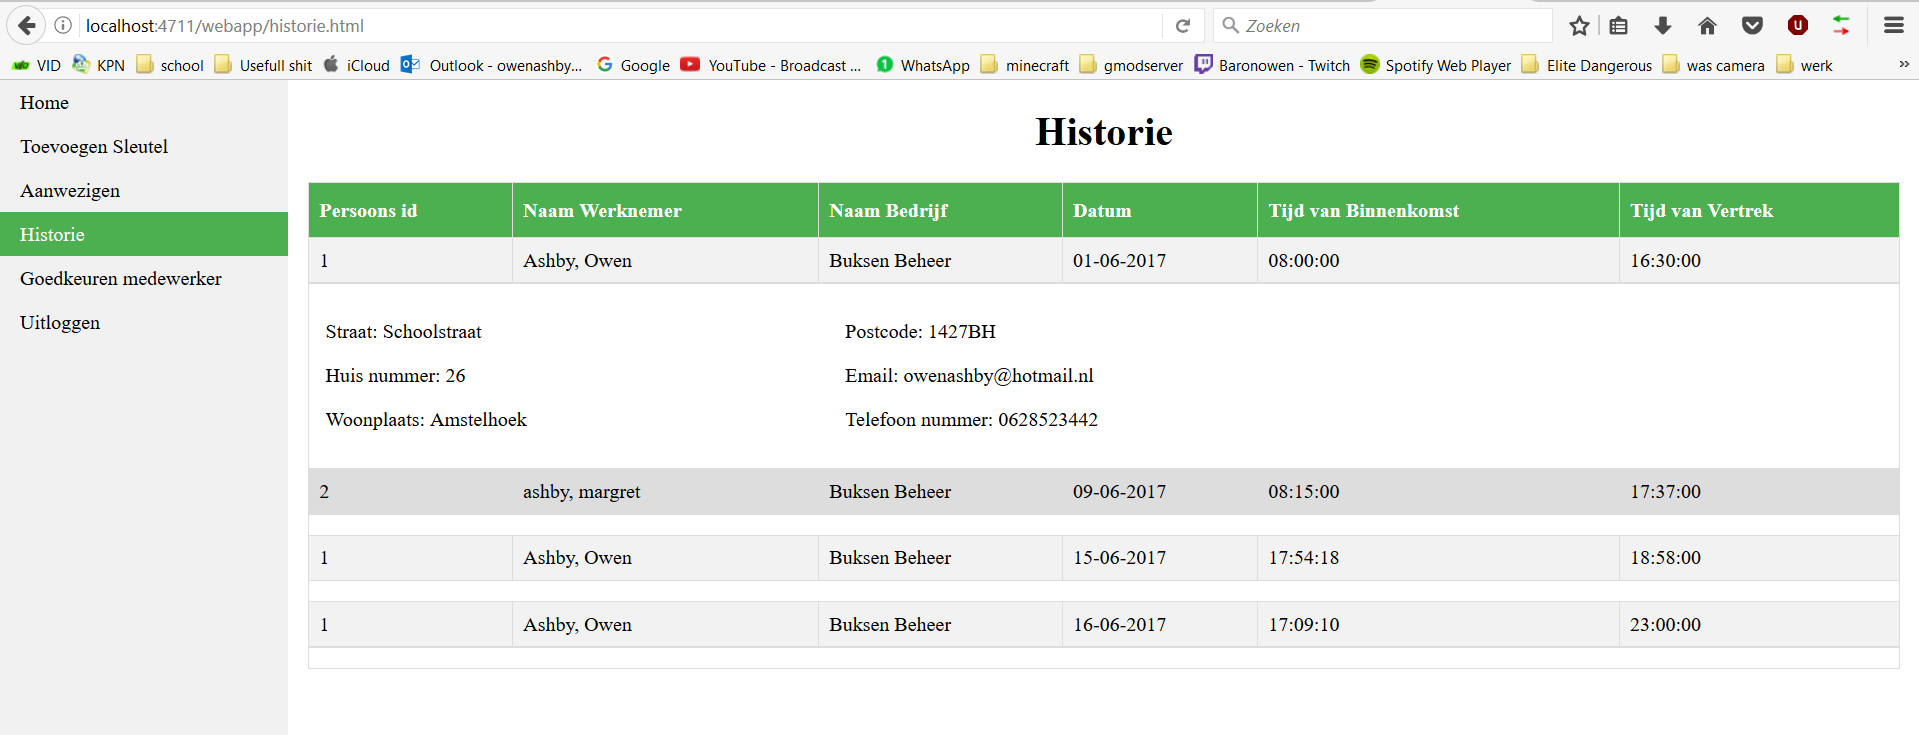 localhost:4711/webapp/historie.html Zoeken
VID KPN school Usefull shit iCloud Outlook - owenashby... Google YouTube - Broadcast ... WhatsApp minecraft gmodserver Baronowen - Twitch Spotify Web Player Elite Dangerous was camera werk »
Home
Toevoegen Sleutel
Aanwezigen
Historie
Goedkeuren medewerker
Uitloggen
Historie
Persoons id Naam Werknemer Naam Bedrijf Datum Tijd van Binnenkomst Tijd van Vertrek
1 Ashby, Owen Buksen Beheer 01-06-2017 08:00:00 16:30:00
Straat: Schoolstraat Postcode: 1427BH
Huis nummer: 26 Email: owenashby@hotmail.nl
Woonplaats: Amstelhoek Telefoon nummer: 0628523442
2 ashby, margret Buksen Beheer 09-06-2017 08:15:00 17:37:00
1 Ashby, Owen Buksen Beheer 15-06-2017 17:54:18 18:58:00
1 Ashby, Owen Buksen Beheer 16-06-2017 17:09:10 23:00:00